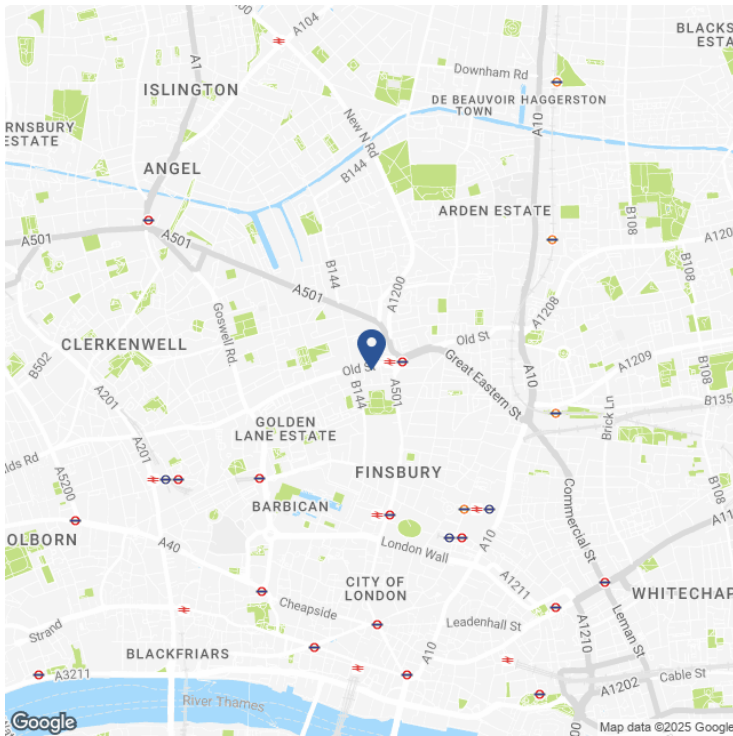 A104
A1
BLACKS
ESTA
ISLINGTON
Downham Rd
DE BEAUVOIR
TOWN
HAGGERSTON
A10
New N Rd
RNSBURY
ESTATE
B144
ANGEL
ARDEN ESTATE
B108
A501
A501
A120
B108
B144
A1200
A501
Goswell Rd.
A1208
CLERKENWELL
Old St
B502
Old St
Great Eastern St
A10
A1209
B108
A201
B144
A501
B135
Brick Ln
GOLDEN
LANE ESTATE
A201
lds Rd
FINSBURY
A5200
B108
Commercial St
BARBICAN
A11
OLBORN
A40
London Wall
A10
CITY OF
LONDON
A1211
WHITECHAP
Cheapside
Strand
Leadenhall St
Leman St
A1210
BLACKFRIARS
A10
A3211
Cable St
A1202
River Thames
Google
Map data ©2025 Google